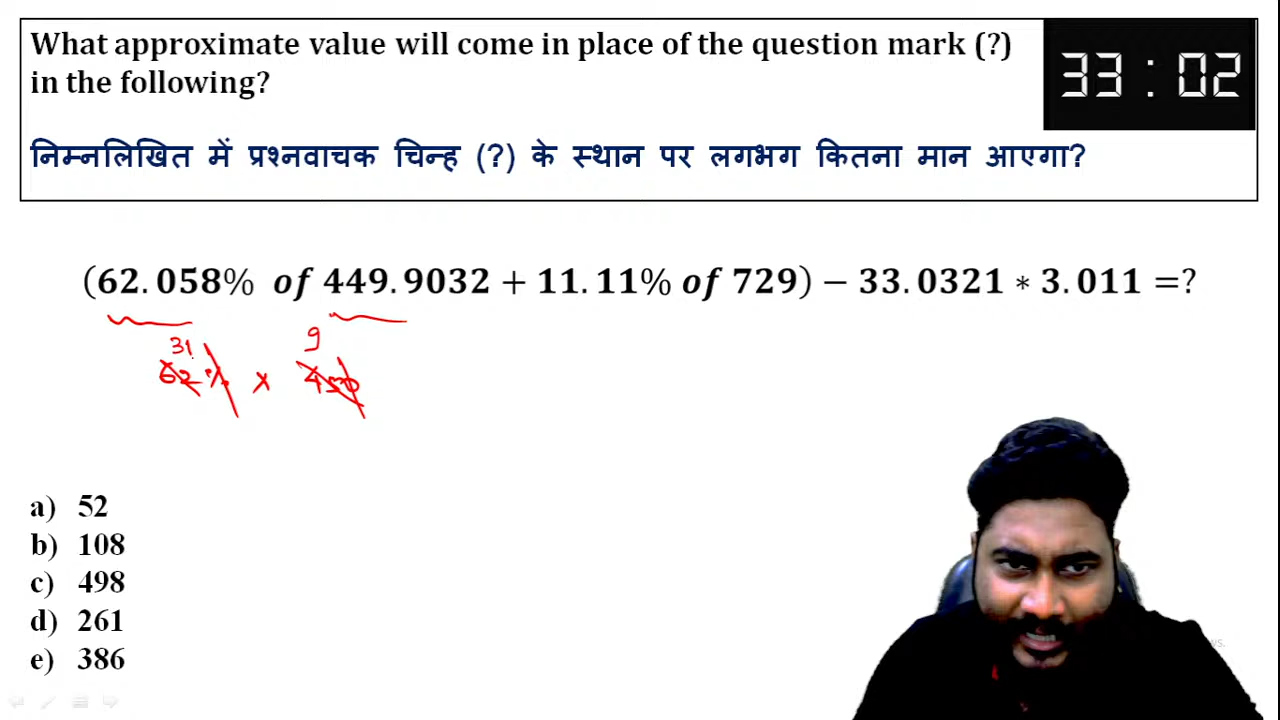 What approximate value will come in place of the question mark (?)
in the following?
33:02
निम्नलिखित में प्रश्नवाचक चिन्ह (?) के स्थान पर लगभग कितना मान आएगा?
(62.058% of 449.9032 + 11.11% of 729) − 33.0321 ∗ 3.011 =?
31 9
62% x 450
a) 52
b) 108
c) 498
d) 261
e) 386